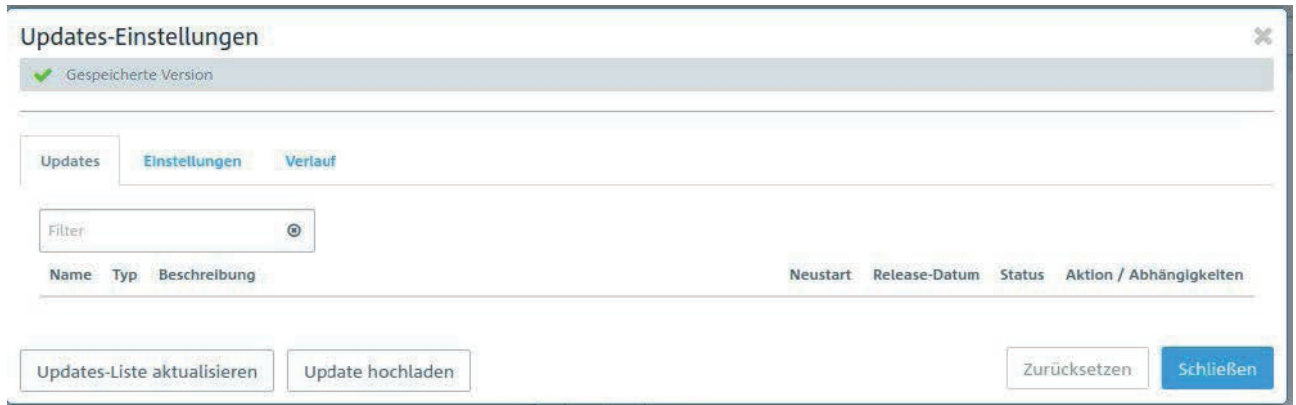 Updates-Einstellungen
Gespeicherte Version
Updates Einstellungen Verlauf
Filter
Name Typ Beschreibung Neustart Release-Datum Status Aktion / Abhängigkeiten
Updates-Liste aktualisieren Update hochladen Zurücksetzen Schließen